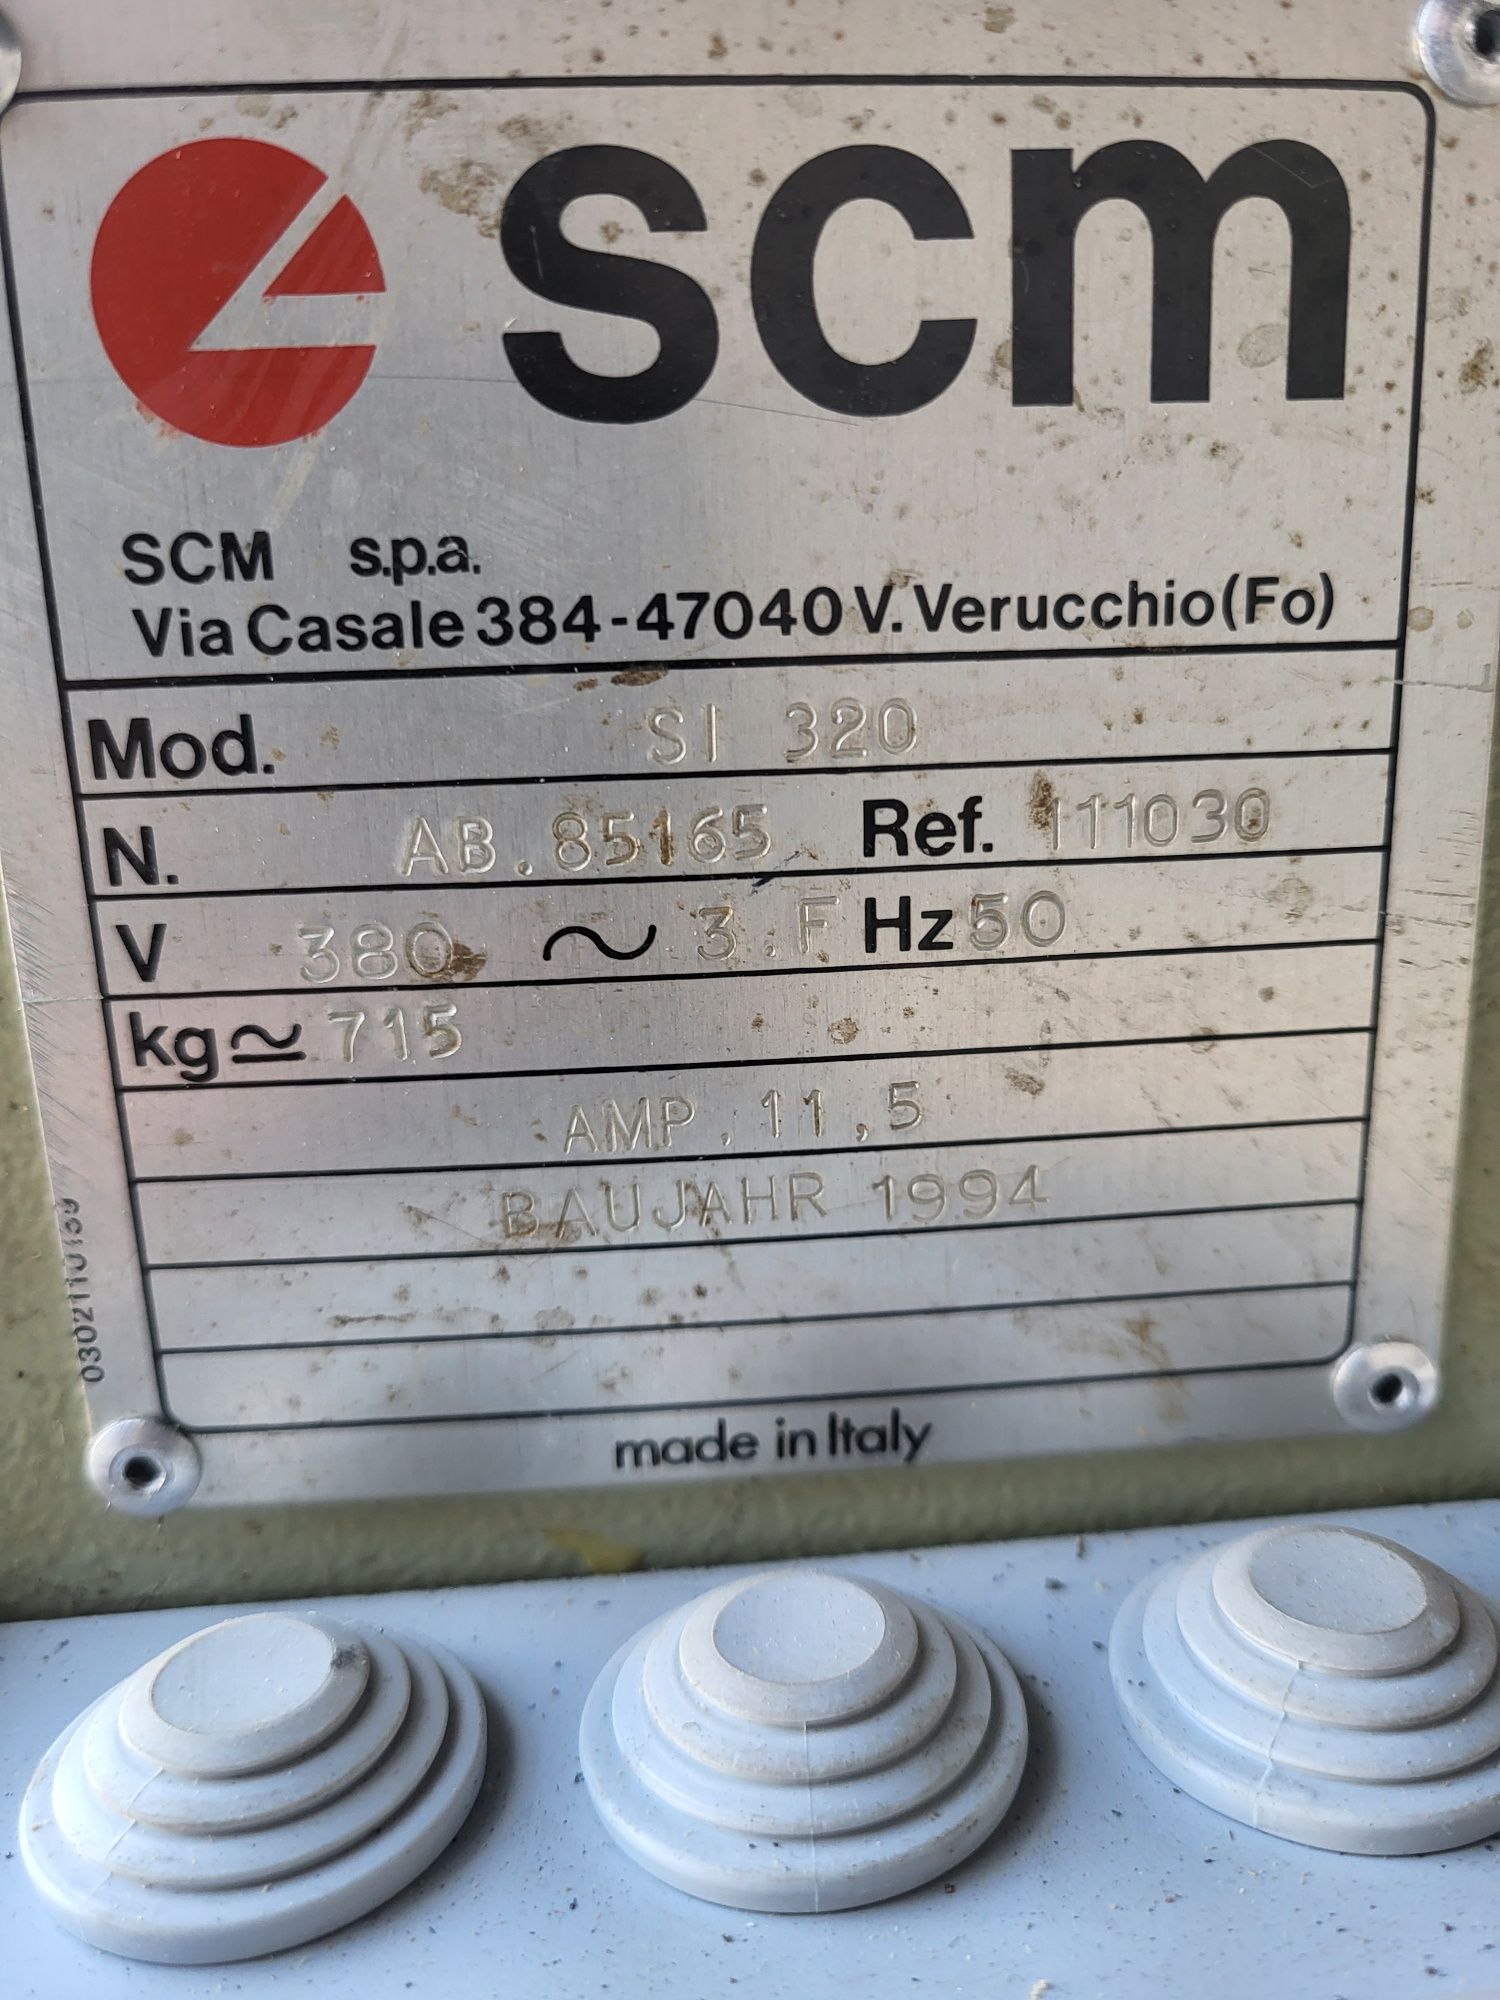 scm
SCM s.p.a.
Via Casale 384-47040 V. Verucchio (Fo)
Mod. SI 320
N. AB.85165 Ref. 111030
V 380 ~ 3.F Hz 50
kg ≃ 715
AMP. 11,5
BAUJAHR 1994
made in Italy
0302110139